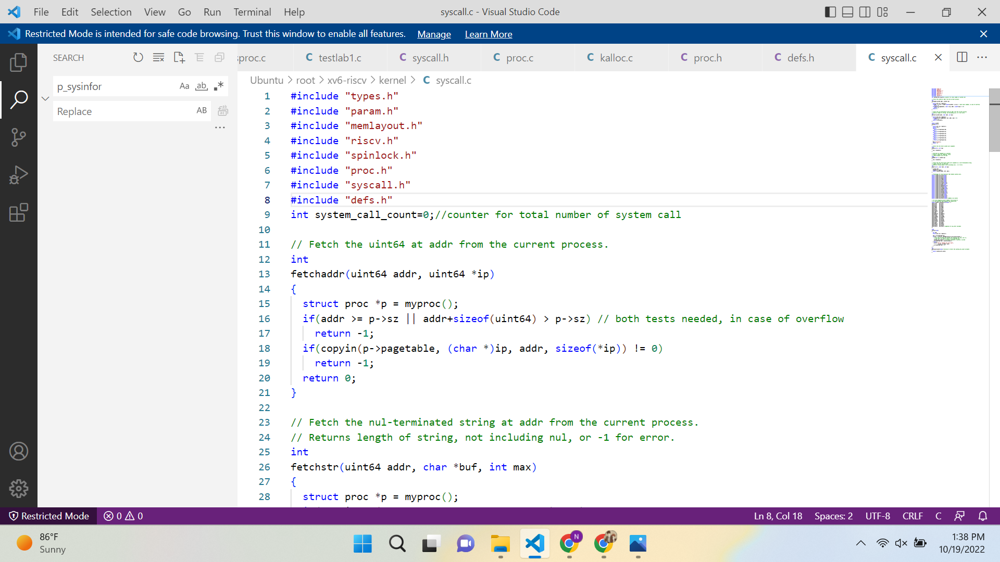 File Edit Selection View Go Run Terminal Help syscall.c - Visual Studio Code
Restricted Mode is intended for safe code browsing. Trust this window to enable all features. Manage Learn More
SEARCH
sproc.c testlab1.c syscall.h proc.c kalloc.c proc.h defs.h syscall.c
p_sysinfor Aa ab
Replace AB
Ubuntu > root > xv6-riscv > kernel > C syscall.c
1 #include "types.h"
2 #include "param.h"
3 #include "memlayout.h"
4 #include "riscv.h"
5 #include "spinlock.h"
6 #include "proc.h"
7 #include "syscall.h"
8 #include "defs.h"
9 int system_call_count=0;//counter for total number of system call
10
11 // Fetch the uint64 at addr from the current process.
12 int
13 fetchaddr(uint64 addr, uint64 *ip)
14 {
15 struct proc *p = myproc();
16 if(addr >= p->sz || addr+sizeof(uint64) > p->sz) // both tests needed, in case of overflow
17 return -1;
18 if(copyin(p->pagetable, (char *)ip, addr, sizeof(*ip)) != 0)
19 return -1;
20 return 0;
21 }
22
23 // Fetch the nul-terminated string at addr from the current process.
24 // Returns length of string, not including nul, or -1 for error.
25 int
26 fetchstr(uint64 addr, char *buf, int max)
27 {
28 struct proc *p = myproc();
Restricted Mode 0 0 Ln 8, Col 18 Spaces: 2 UTF-8 CRLF C
86°F
Sunny
N
1:38 PM
10/19/2022